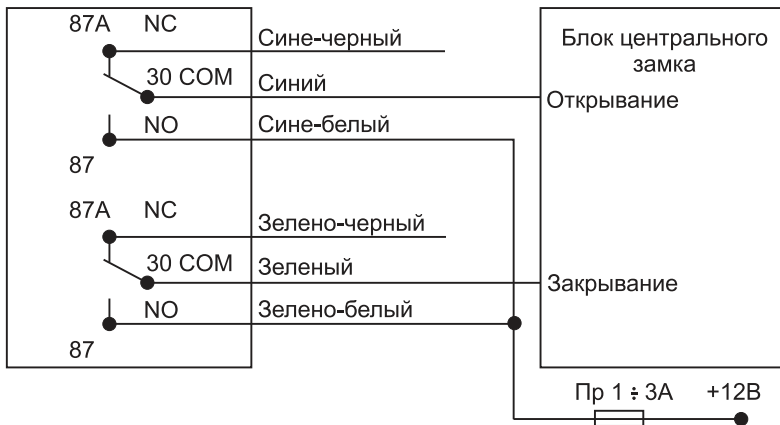 87A NC
Сине-черный
30 COM
Синий
NO
Сине-белый
87
87A NC
Зелено-черный
30 COM
Зеленый
NO
Зелено-белый
87
Блок центрального
замка
Открывание
Закрывание
Пр 1 ÷ 3А +12В